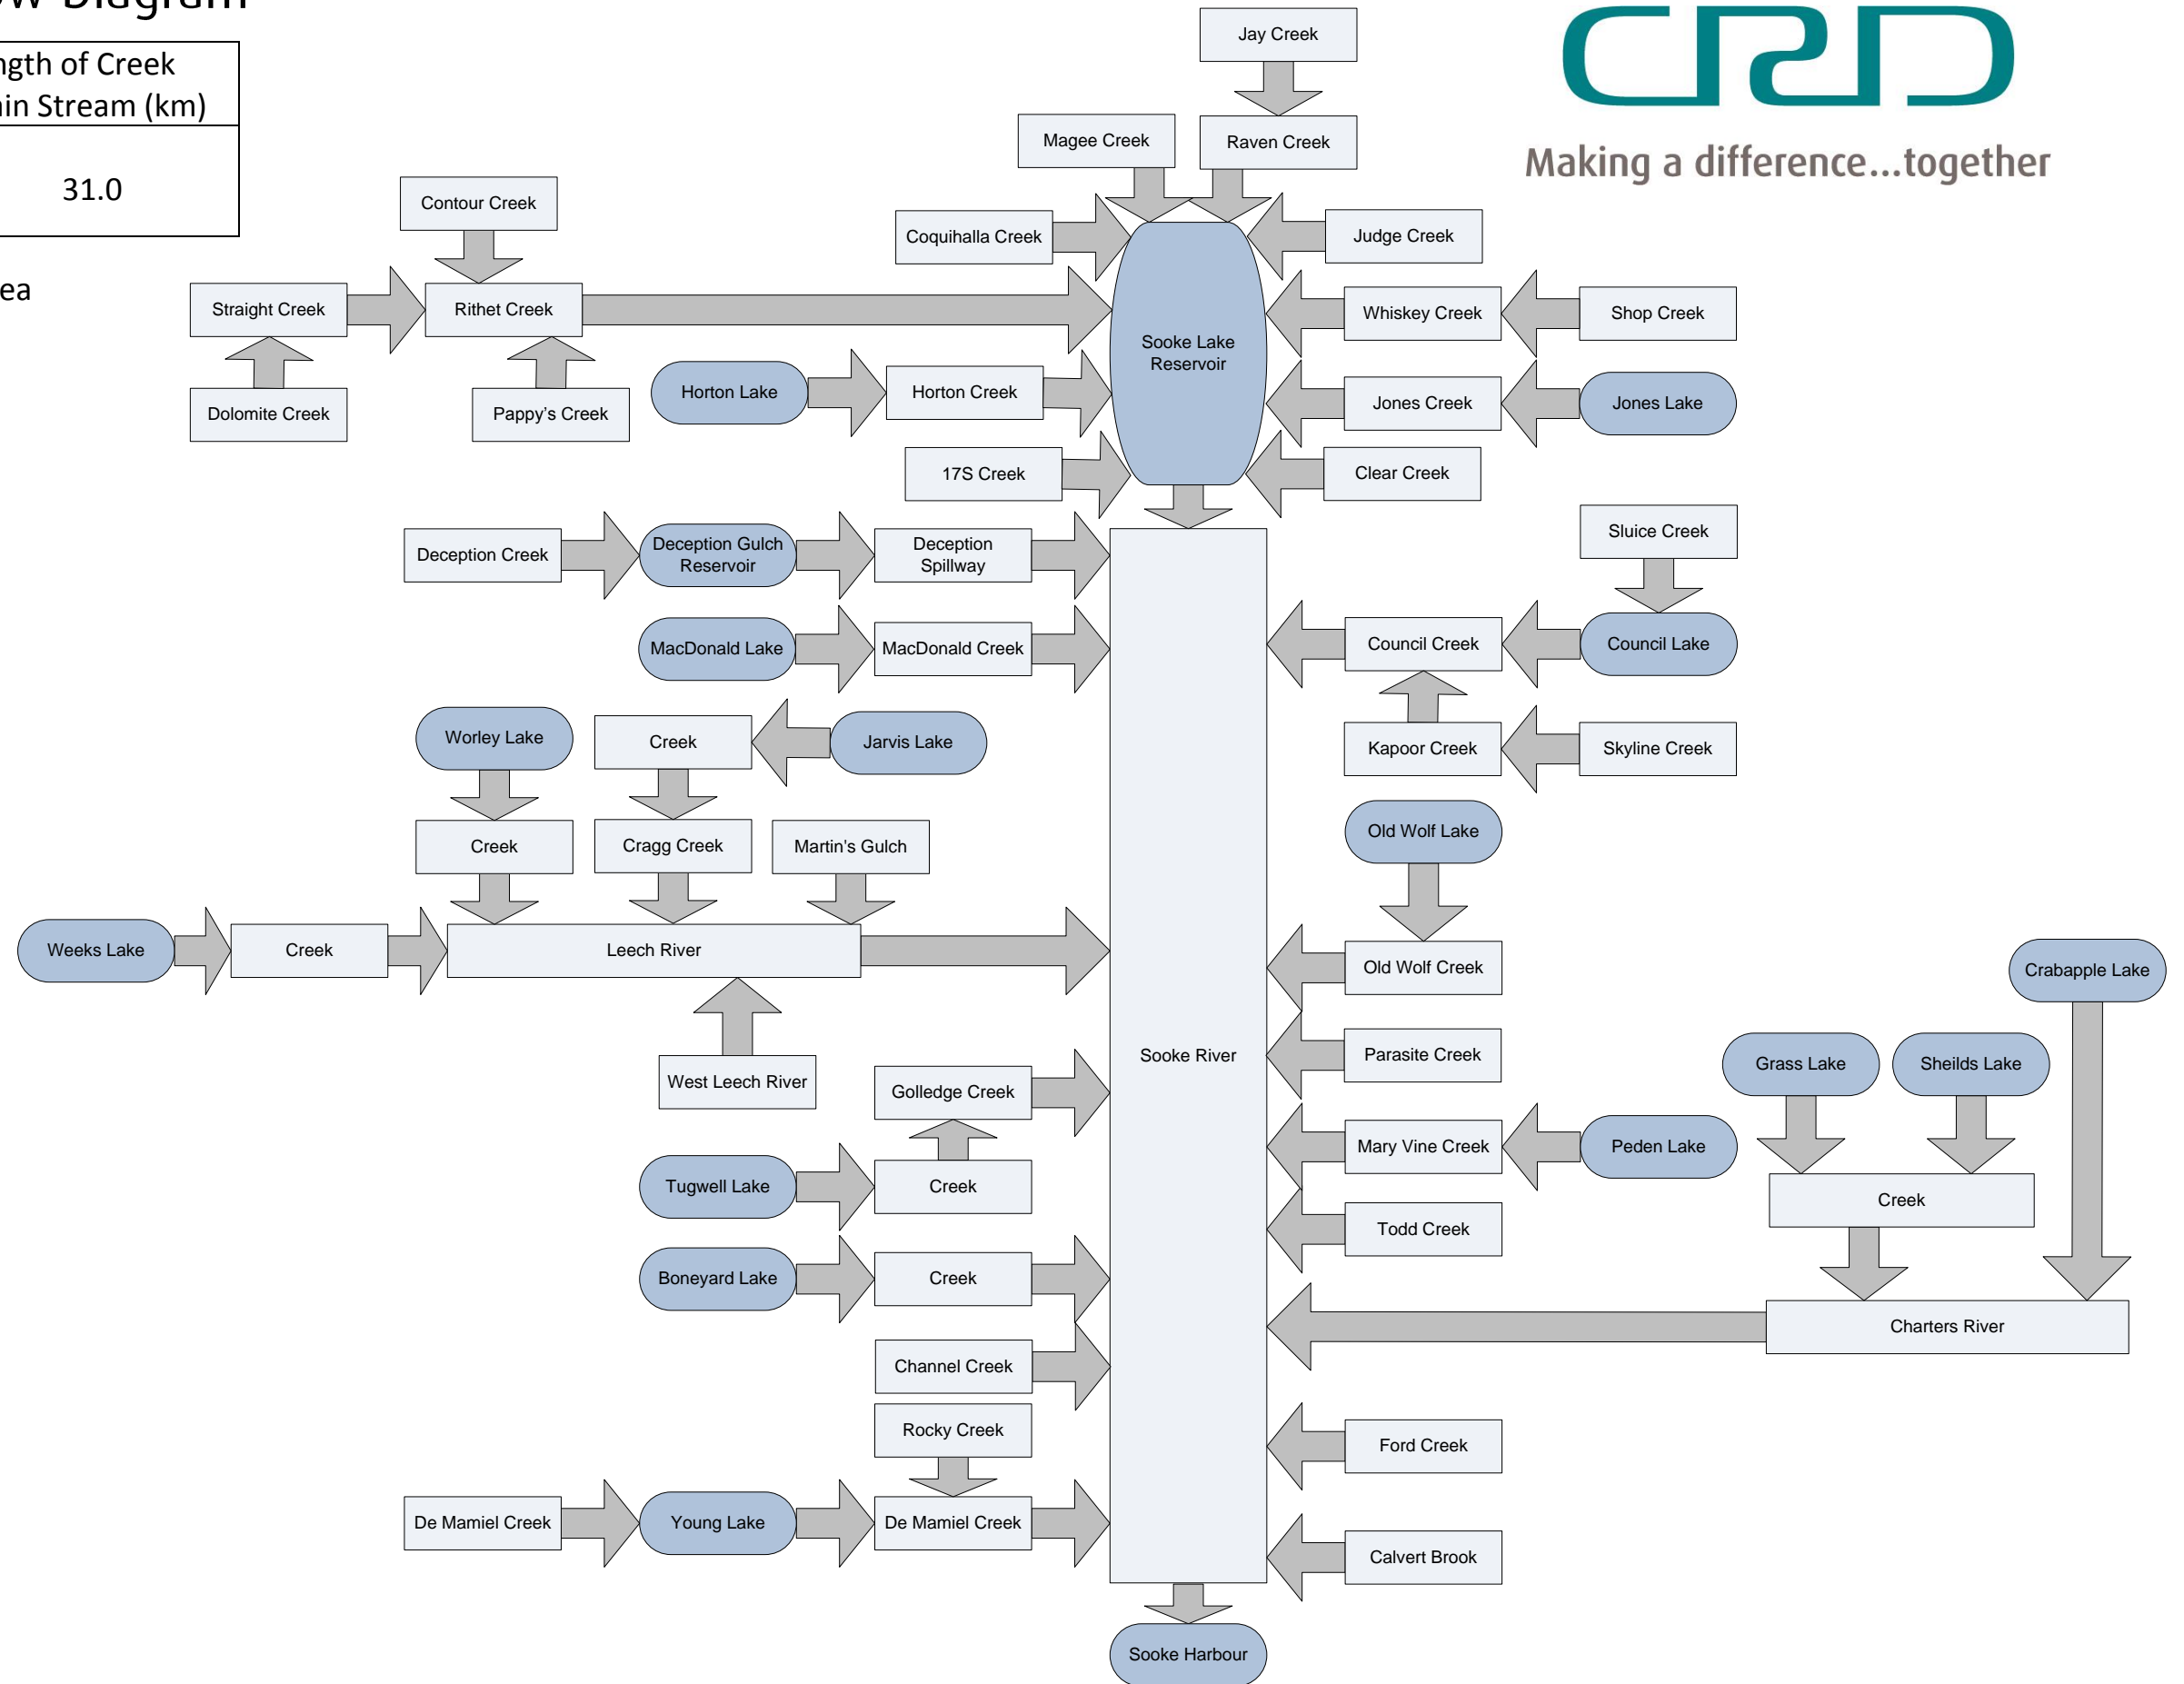 Diagram
Length of Creek
Main Stream (km)
31.0
CRD
Making a difference...together
Jay Creek
Magee Creek
Raven Creek
Contour Creek
Coquihalla Creek
Judge Creek
Straight Creek
Rithet Creek
Sooke Lake
Reservoir
Whiskey Creek
Shop Creek
Dolomite Creek
Pappy's Creek
Horton Lake
Horton Creek
Jones Creek
Jones Lake
17S Creek
Clear Creek
Deception Creek
Deception Gulch
Reservoir
Deception
Spillway
Sluice Creek
MacDonald Lake
MacDonald Creek
Council Creek
Council Lake
Worley Lake
Creek
Jarvis Lake
Kapoor Creek
Skyline Creek
Creek
Cragg Creek
Martin's Gulch
Old Wolf Lake
Weeks Lake
Creek
Leech River
Old Wolf Creek
Crabapple Lake
West Leech River
Golledge Creek
Sooke River
Parasite Creek
Grass Lake
Sheilds Lake
Tugwell Lake
Creek
Mary Vine Creek
Peden Lake
Creek
Todd Creek
Boneyard Lake
Creek
Charters River
Channel Creek
Rocky Creek
Ford Creek
De Mamiel Creek
Young Lake
De Mamiel Creek
Calvert Brook
Sooke Harbour